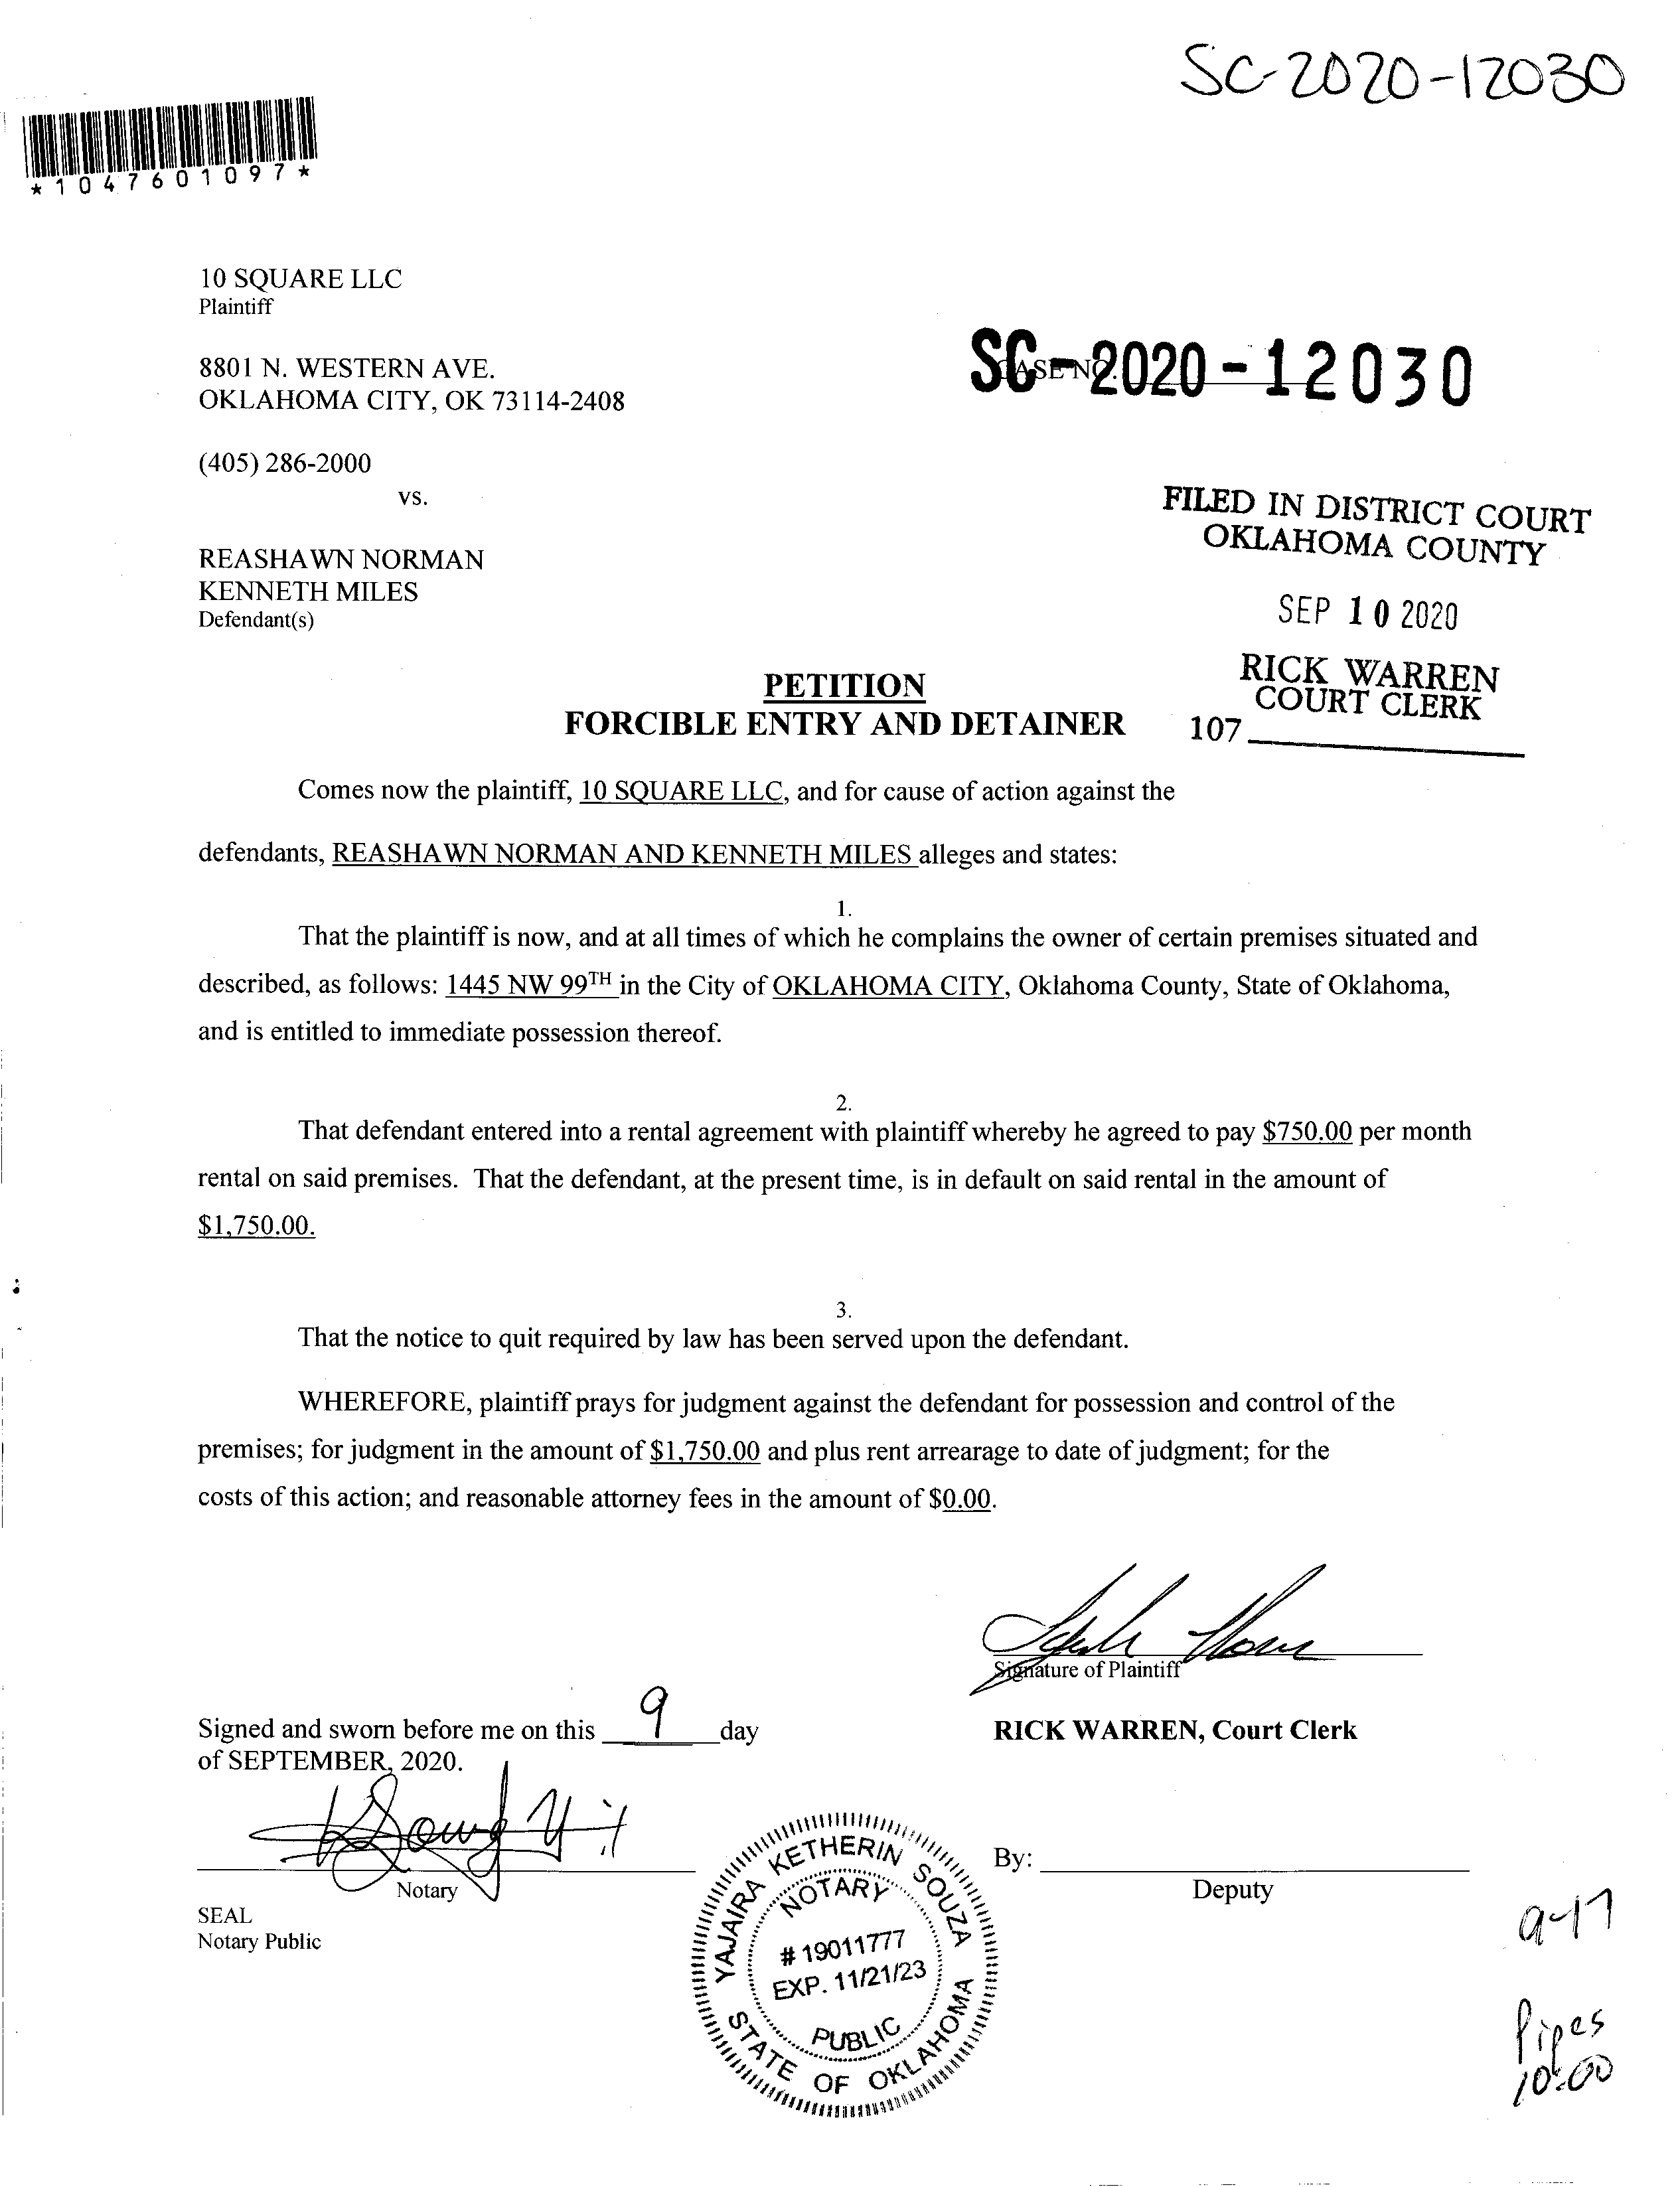 SC-2020-12030
*1047601097*
10 SQUARE LLC
Plaintiff
8801 N. WESTERN AVE.
OKLAHOMA CITY, OK 73114-2408
CASE NO.
SC-2020-12030
(405) 286-2000
vs.
FILED IN DISTRICT COURT
OKLAHOMA COUNTY
REASHAWN NORMAN
KENNETH MILES
Defendant(s)
SEP 10 2020
RICK WARREN
COURT CLERK
107
PETITION
FORCIBLE ENTRY AND DETAINER
Comes now the plaintiff, 10 SQUARE LLC, and for cause of action against the
defendants, REASHAWN NORMAN AND KENNETH MILES alleges and states:
1.
That the plaintiff is now, and at all times of which he complains the owner of certain premises situated and
described, as follows: 1445 NW 99TH in the City of OKLAHOMA CITY, Oklahoma County, State of Oklahoma,
and is entitled to immediate possession thereof.
2.
That defendant entered into a rental agreement with plaintiff whereby he agreed to pay $750.00 per month
rental on said premises. That the defendant, at the present time, is in default on said rental in the amount of
$1,750.00.
3.
That the notice to quit required by law has been served upon the defendant.
WHEREFORE, plaintiff prays for judgment against the defendant for possession and control of the
premises; for judgment in the amount of $1,750.00 and plus rent arrearage to date of judgment; for the
costs of this action; and reasonable attorney fees in the amount of $0.00.
Signature of Plaintiff
Signed and sworn before me on this 9 day
of SEPTEMBER, 2020.
RICK WARREN, Court Clerk
Notary
SEAL
Notary Public
YAJAIRA KETHERIN SOUZA
NOTARY
# 19011777
EXP. 11/21/23
PUBLIC
STATE OF OKLAHOMA
By:
Deputy
9-17
Pipes
10:00